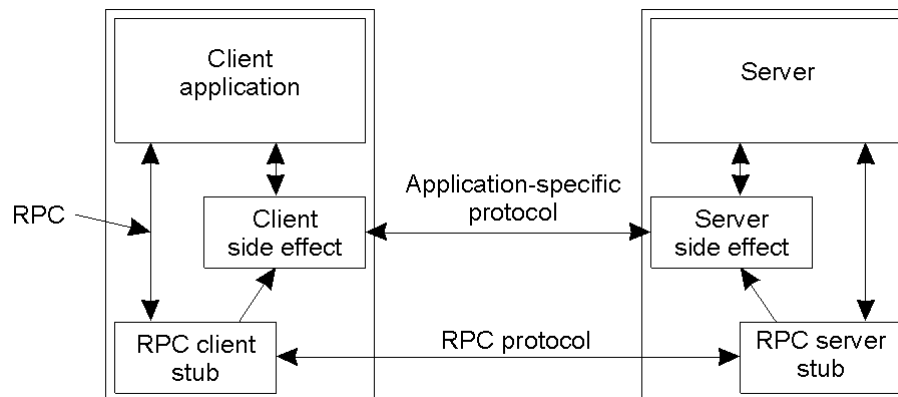 Client
application
Server
Application-specific
protocol
RPC
Client
side effect
Server
side effect
RPC client
stub
RPC protocol
RPC server
stub